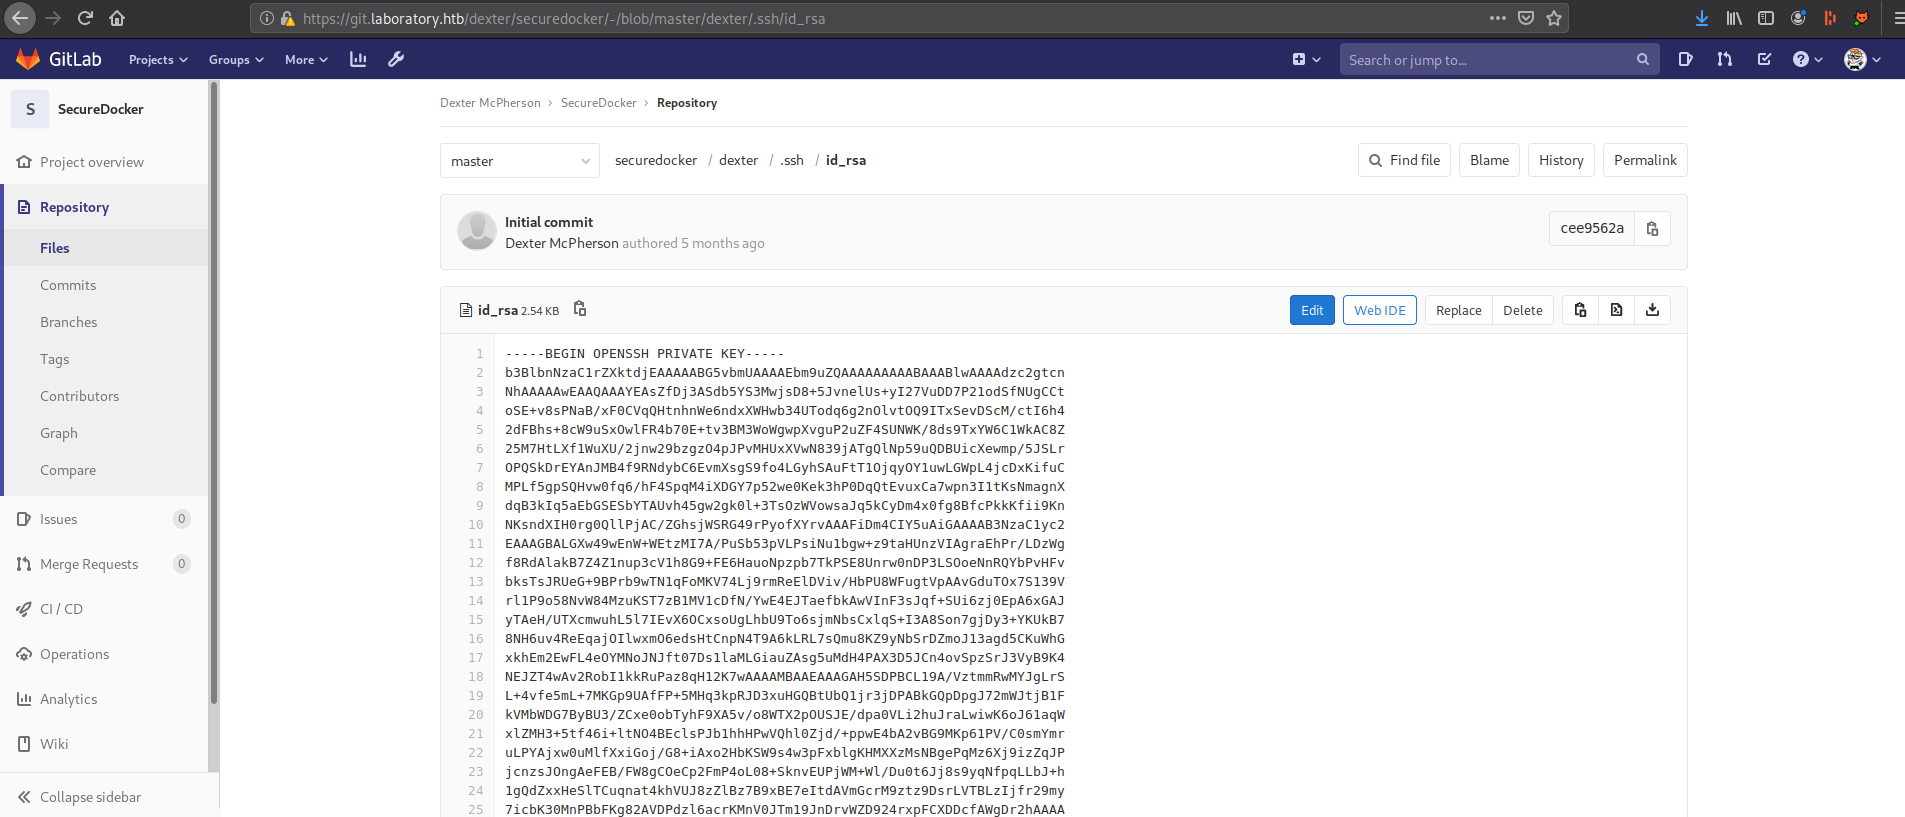 https://git.laboratory.htb/dexter/securedocker/-/blob/master/dexter/.ssh/id_rsa
GitLab Projects Groups More Search or jump to...
S SecureDocker
Project overview
Repository
Files
Commits
Branches
Tags
Contributors
Graph
Compare
Issues 0
Merge Requests 0
CI / CD
Operations
Analytics
Wiki
Collapse sidebar
Dexter McPherson > SecureDocker > Repository
master securedocker / dexter / .ssh / id_rsa Find file Blame History Permalink
Initial commit
Dexter McPherson authored 5 months ago
cee9562a
id_rsa 2.54 KB Edit Web IDE Replace Delete
1 -----BEGIN OPENSSH PRIVATE KEY-----
2 b3BlbnNzaC1rZXktdjEAAAAABG5vbmUAAAAEbm9uZQAAAAAAAAABAAABlwAAAAdzc2gtcn
3 NhAAAAAwEAAQAAAYEAsZfDj3ASdb5YS3MwjsD8+5JvnelUs+yI27VuDD7P21odSfNUgCCt
4 oSE+v8sPNaB/xF0CVqQHtnhnWe6ndxXWHwb34UTodq6g2nOlvtOQ9ITxSevDScM/ctI6h4
5 2dFBhs+8cW9uSxOwlFR4b70E+tv3BM3WoWgwpXvguP2uZF4SUNWK/8ds9TxYW6C1WkAC8Z
6 25M7HtLXf1WuXU/2jnw29bzgzO4pJPvMHUxXVwN839jATgQlNp59uQDBUicXewmp/5JSLr
7 OPQSkDrEYAnJMB4f9RNdybC6EvmXsgS9fo4LGyhSAuFtT1OjqyOY1uwLGWpL4jcDxKifuC
8 MPLf5gpSQHvw0fq6/hF4SpqM4iXDGY7p52we0Kek3hP0DqQtEvuxCa7wpn3I1tKsNmagnX
9 dqB3kIq5aEbGSESbYTAUvh45gw2gk0l+3TsOzWVowsaJq5kCyDm4x0fg8BfcPkkKfii9Kn
10 NKsndXIH0rg0QllPjAC/ZGhsjWSRG49rPyofXYrvAAAFiDm4CIY5uAiGAAAAB3NzaC1yc2
11 EAAAGBALGXw49wEnW+WEtzMI7A/PuSb53pVLPsiNu1bgw+z9taHUnzVIAgraEhPr/LDzWg
12 f8RdAlakB7Z4Z1nup3cV1h8G9+FE6HauoNpzpb7TkPSE8Unrw0nDP3LSOoeNnRQYbPvHFv
13 bksTsJRUeG+9BPrb9wTN1qFoMKV74Lj9rmReElDViv/HbPU8WFugtVpAAvGduTOx7S139V
14 rl1P9o58NvW84MzuKST7zB1MV1cDfN/YwE4EJTaefbkAwVInF3sJqf+SUi6zj0EpA6xGAJ
15 yTAeH/UTXcmwuhL5l7IEvX6OCxsoUgLhbU9To6sjmNbsCxlqS+I3A8Son7gjDy3+YKUkB7
16 8NH6uv4ReEqajOIlwxmO6edsHtCnpN4T9A6kLRL7sQmu8KZ9yNbSrDZmoJ13agd5CKuWhG
17 xkhEm2EwFL4eOYMNoJNJft07Ds1laMLGiauZAsg5uMdH4PAX3D5JCn4ovSpzSrJ3VyB9K4
18 NEJZT4wAv2RobI1kkRuPaz8qH12K7wAAAAMBAAEAAAGAH5SDPBCL19A/VztmmRwMYJgLrS
19 L+4vfe5mL+7MKGp9UAfFP+5MHq3kpRJD3xuHGQBtUbQ1jr3jDPABkGQpDpgJ72mWJtjB1F
20 kVMbWDG7ByBU3/ZCxe0obTyhF9XA5v/o8WTX2pOUSJE/dpa0VLi2huJraLwiwK6oJ61aqW
21 xlZMH3+5tf46i+ltNO4BEclsPJb1hhHPwVQhl0Zjd/+ppwE4bA2vBG9MKp61PV/C0smYmr
22 uLPYAjxw0uMlfXxiGoj/G8+iAxo2HbKSW9s4w3pFxblgKHMXXzMsNBgePqMz6Xj9izZqJP
23 jcnzsJOngAeFEB/FW8gCOeCp2FmP4oL08+SknvEUPjWM+Wl/Du0t6Jj8s9yqNfpqLLbJ+h
24 1gQdZxxHeSlTCuqnat4khVUJ8zZlBz7B9xBE7eItdAVmGcrM9ztz9DsrLVTBLzIjfr29my
25 7icbK30MnPBbFKg82AVDPdzl6acrKMnV0JTm19JnDrvWZD924rxpFCXDDcfAWgDr2hAAAA